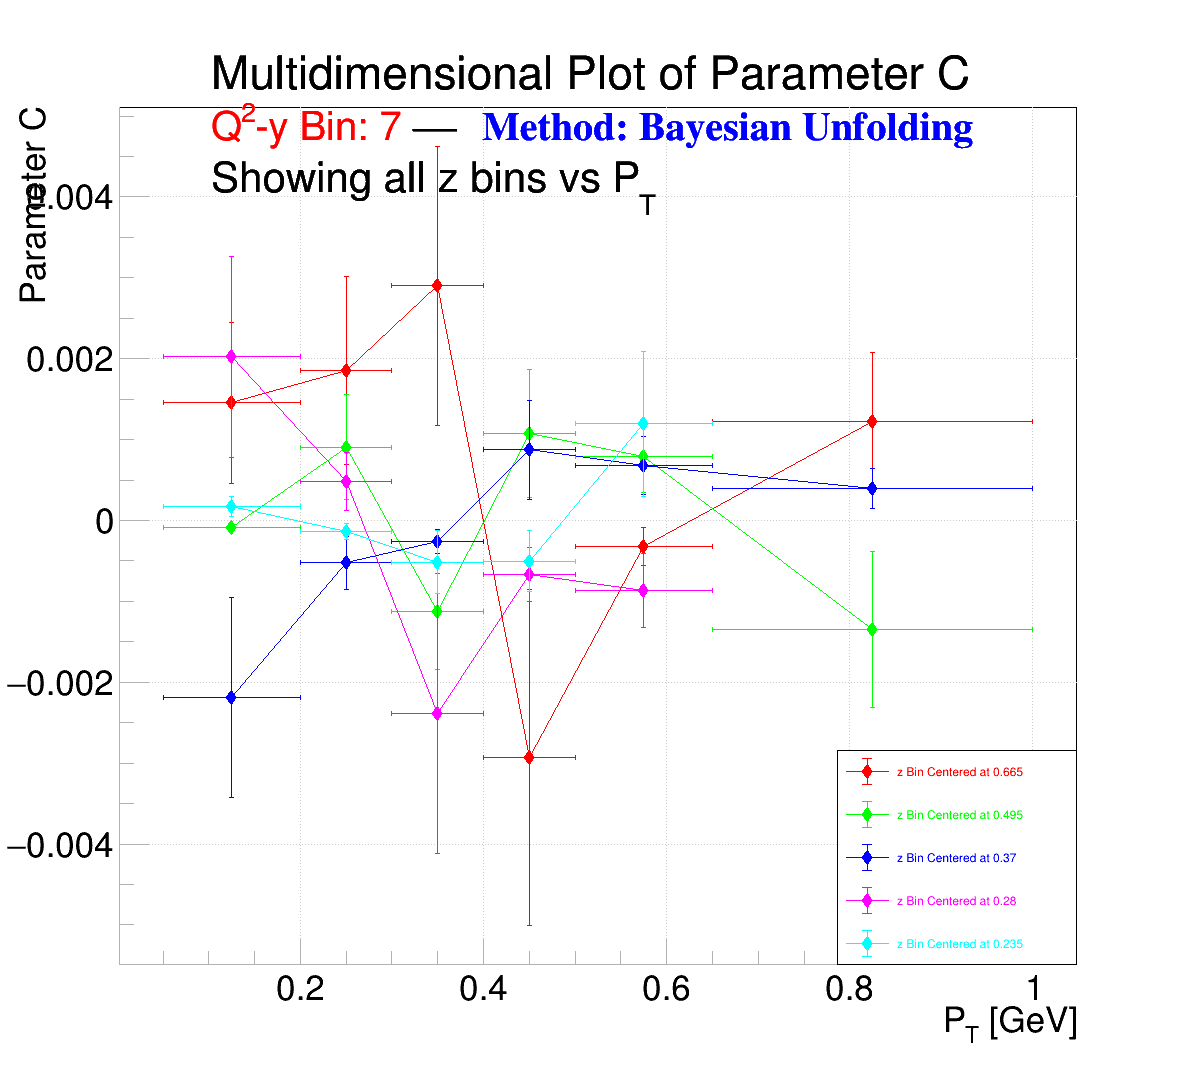 Multidimensional Plot of Parameter C
Q²-y Bin: 7 — Method: Bayesian Unfolding
Showing all z bins vs P_T
Parameter C
0.004
0.002
0
−0.002
−0.004
z Bin Centered at 0.665
z Bin Centered at 0.495
z Bin Centered at 0.37
z Bin Centered at 0.28
z Bin Centered at 0.235
0.2 0.4 0.6 0.8 1
P_T [GeV]